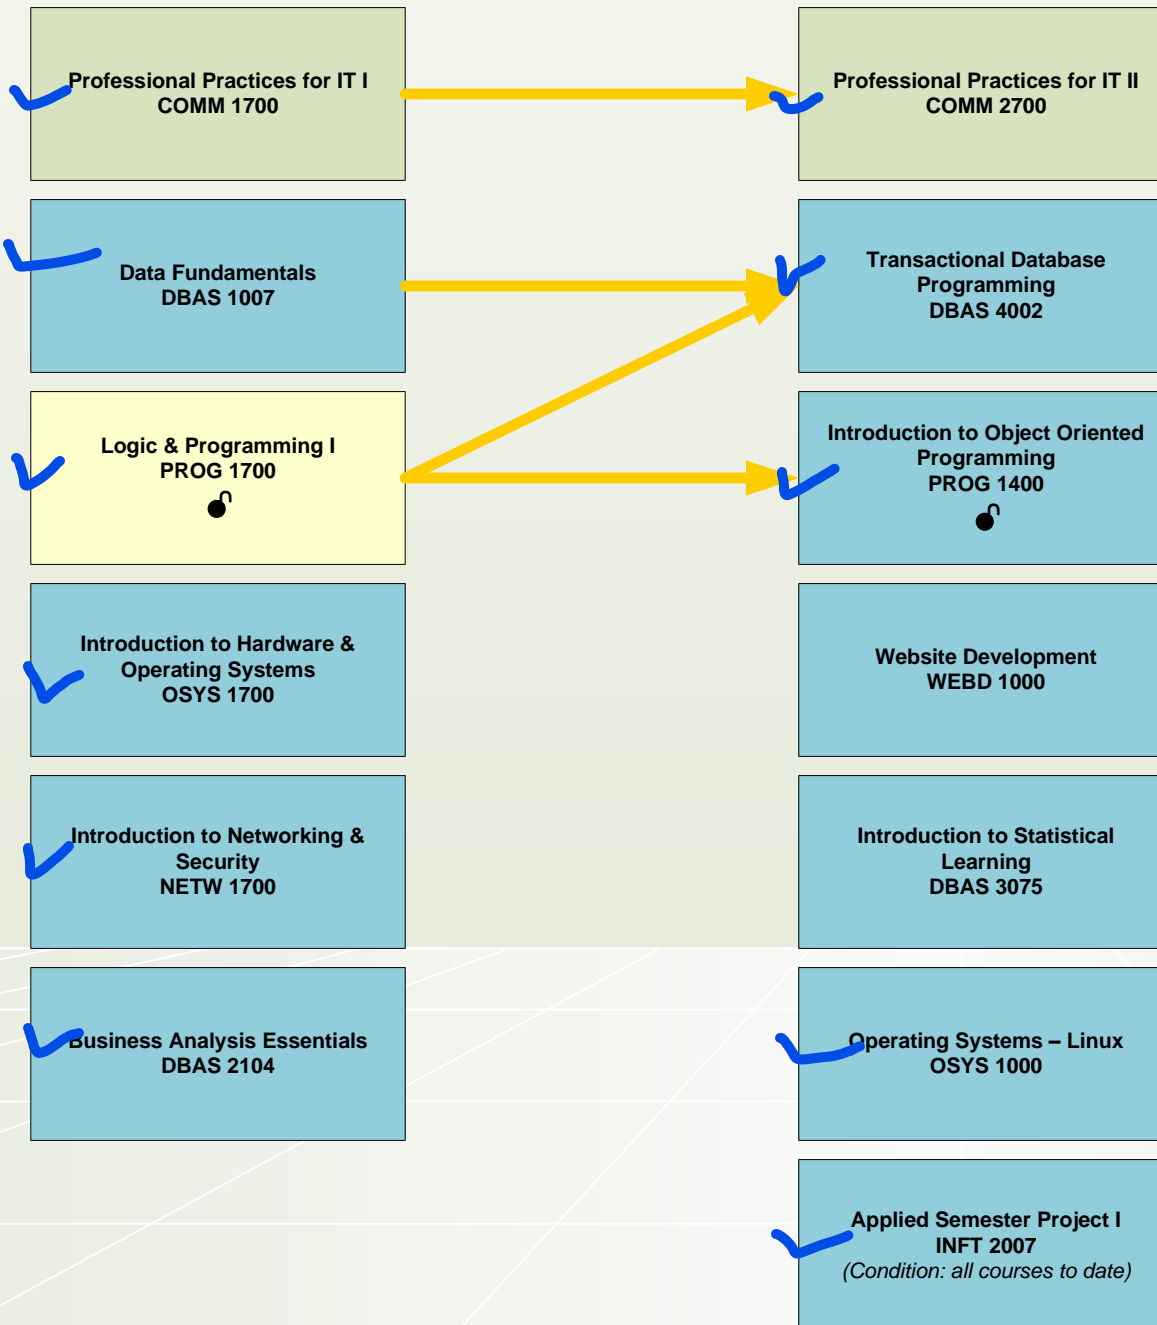 Professional Practices for IT I
COMM 1700
Professional Practices for IT II
COMM 2700
Data Fundamentals
DBAS 1007
Transactional Database
Programming
DBAS 4002
Logic & Programming I
PROG 1700
Introduction to Object Oriented
Programming
PROG 1400
Introduction to Hardware &
Operating Systems
OSYS 1700
Website Development
WEBD 1000
Introduction to Networking &
Security
NETW 1700
Introduction to Statistical
Learning
DBAS 3075
Business Analysis Essentials
DBAS 2104
Operating Systems – Linux
OSYS 1000
Applied Semester Project I
INFT 2007
(Condition: all courses to date)